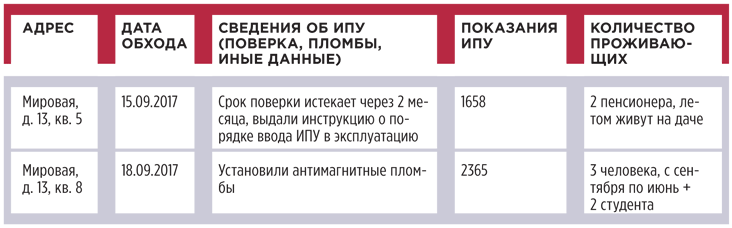 АДРЕС
ДАТА
ОБХОДА
СВЕДЕНИЯ ОБ ИПУ
(ПОВЕРКА, ПЛОМБЫ,
ИНЫЕ ДАННЫЕ)
ПОКАЗАНИЯ
ИПУ
КОЛИЧЕСТВО
ПРОЖИВАЮ-
ЩИХ
Мировая,
д. 13, кв. 5
15.09.2017
Срок поверки истекает через 2 ме-
сяца, выдали инструкцию о по-
рядке ввода ИПУ в эксплуатацию
1658
2 пенсионера, ле-
том живут на даче
Мировая,
д. 13, кв. 8
18.09.2017
Установили антимагнитные плом-
бы
2365
3 человека, с сен-
тября по июнь +
2 студента